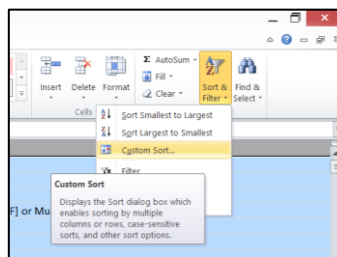 Σ AutoSum
Insert Delete Format
Fill
Clear
Sort & Filter
Find & Select
Cells
Sort Smallest to Largest
Sort Largest to Smallest
Custom Sort...
Filter
Custom Sort
Displays the Sort dialog box which
enables sorting by multiple
columns or rows, case-sensitive
sorts, and other sort options.
F] or Mu